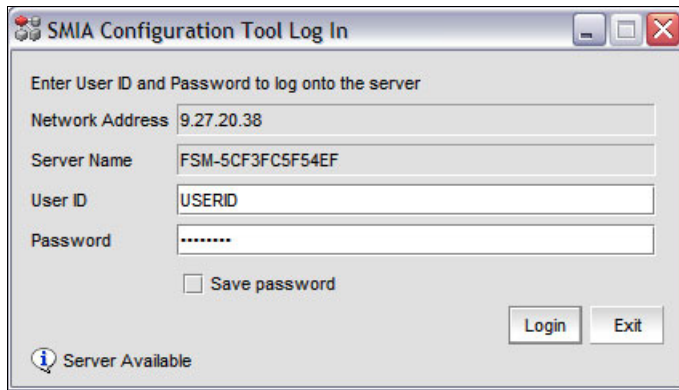 SMIA Configuration Tool Log In
Enter User ID and Password to log onto the server
Network Address 9.27.20.38
Server Name FSM-5CF3FC5F54EF
User ID USERID
Password ••••••••
Save password
Login Exit
Server Available